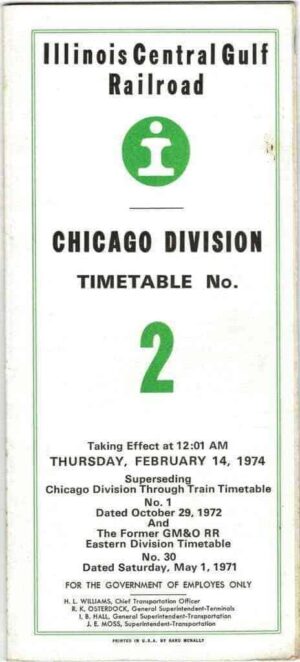 Illinois Central Gulf
Railroad
i
CHICAGO DIVISION
TIMETABLE No.
2
Taking Effect at 12:01 AM
THURSDAY, FEBRUARY 14, 1974
Superseding
Chicago Division Through Train Timetable
No. 1
Dated October 29, 1972
And
The Former GM&O RR
Eastern Division Timetable
No. 30
Dated Saturday, May 1, 1971
FOR THE GOVERNMENT OF EMPLOYES ONLY
H. L. WILLIAMS, Chief Transportation Officer
R. K. OSTERDOCK, General Superintendent-Terminals
I. B. HALL, General Superintendent-Transportation
J. E. MOSS, Superintendent-Transportation
PRINTED IN U.S.A. BY RAND MCNALLY